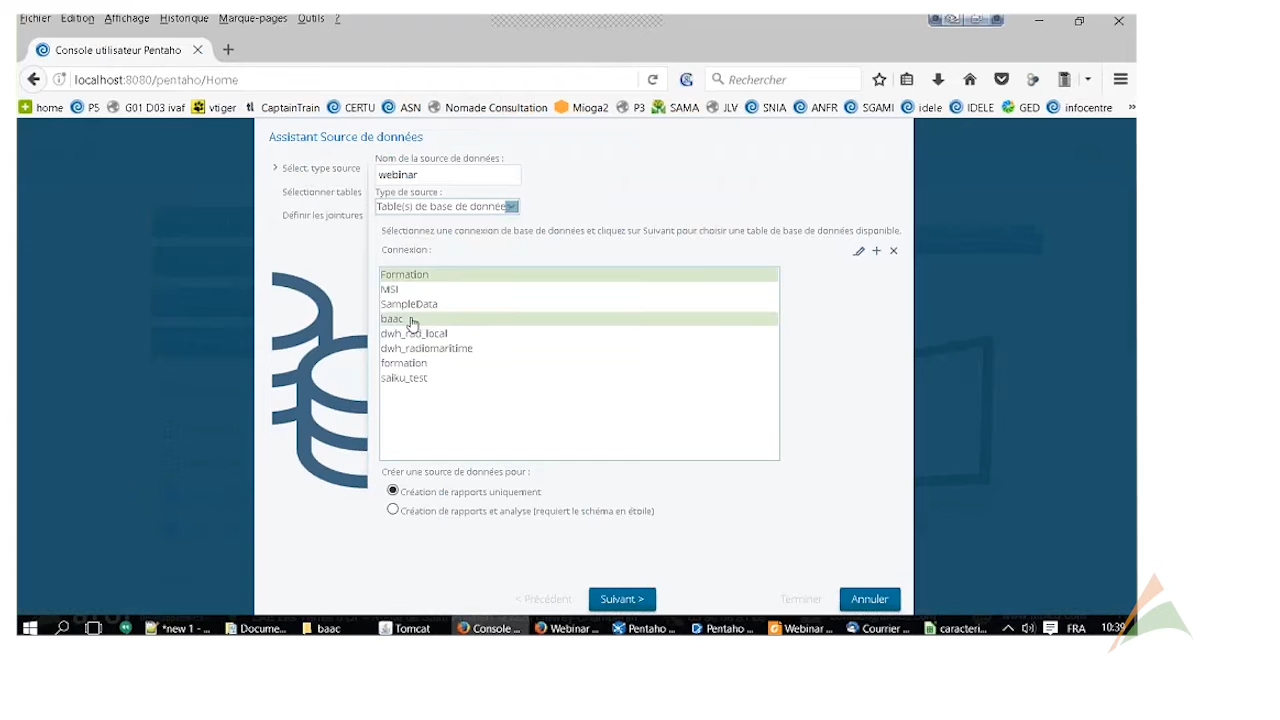 Fichier Edition Affichage Historique Marque-pages Outils ?
Console utilisateur Pentaho
localhost:8080/pentaho/Home
Rechercher
home P5 G01 D03 ivaf vtiger CaptainTrain CERTU ASN Nomade Consultation Mioga2 P3 SAMA JLV SNIA ANFR SGAMI idele IDELE GED infocentre »
Assistant Source de données
Sélect. type source
Sélectionner tables
Définir les jointures
Nom de la source de données :
webinar
Type de source :
Table(s) de base de donnée
Sélectionnez une connexion de base de données et cliquez sur Suivant pour choisir une table de base de données disponible.
Connexion :
Formation
MSI
SampleData
baac
dwh_rad_local
dwh_radiomaritime
formation
saiku_test
Créer une source de données pour :
Création de rapports uniquement
Création de rapports et analyse (requiert le schéma en étoile)
< Précédent Suivant > Terminer Annuler
*new 1 - ... Docume... baac Tomcat Console ... Webinar ... Pentaho ... Pentaho ... Webinar ... Courrier ... caracteri... FRA 10:39